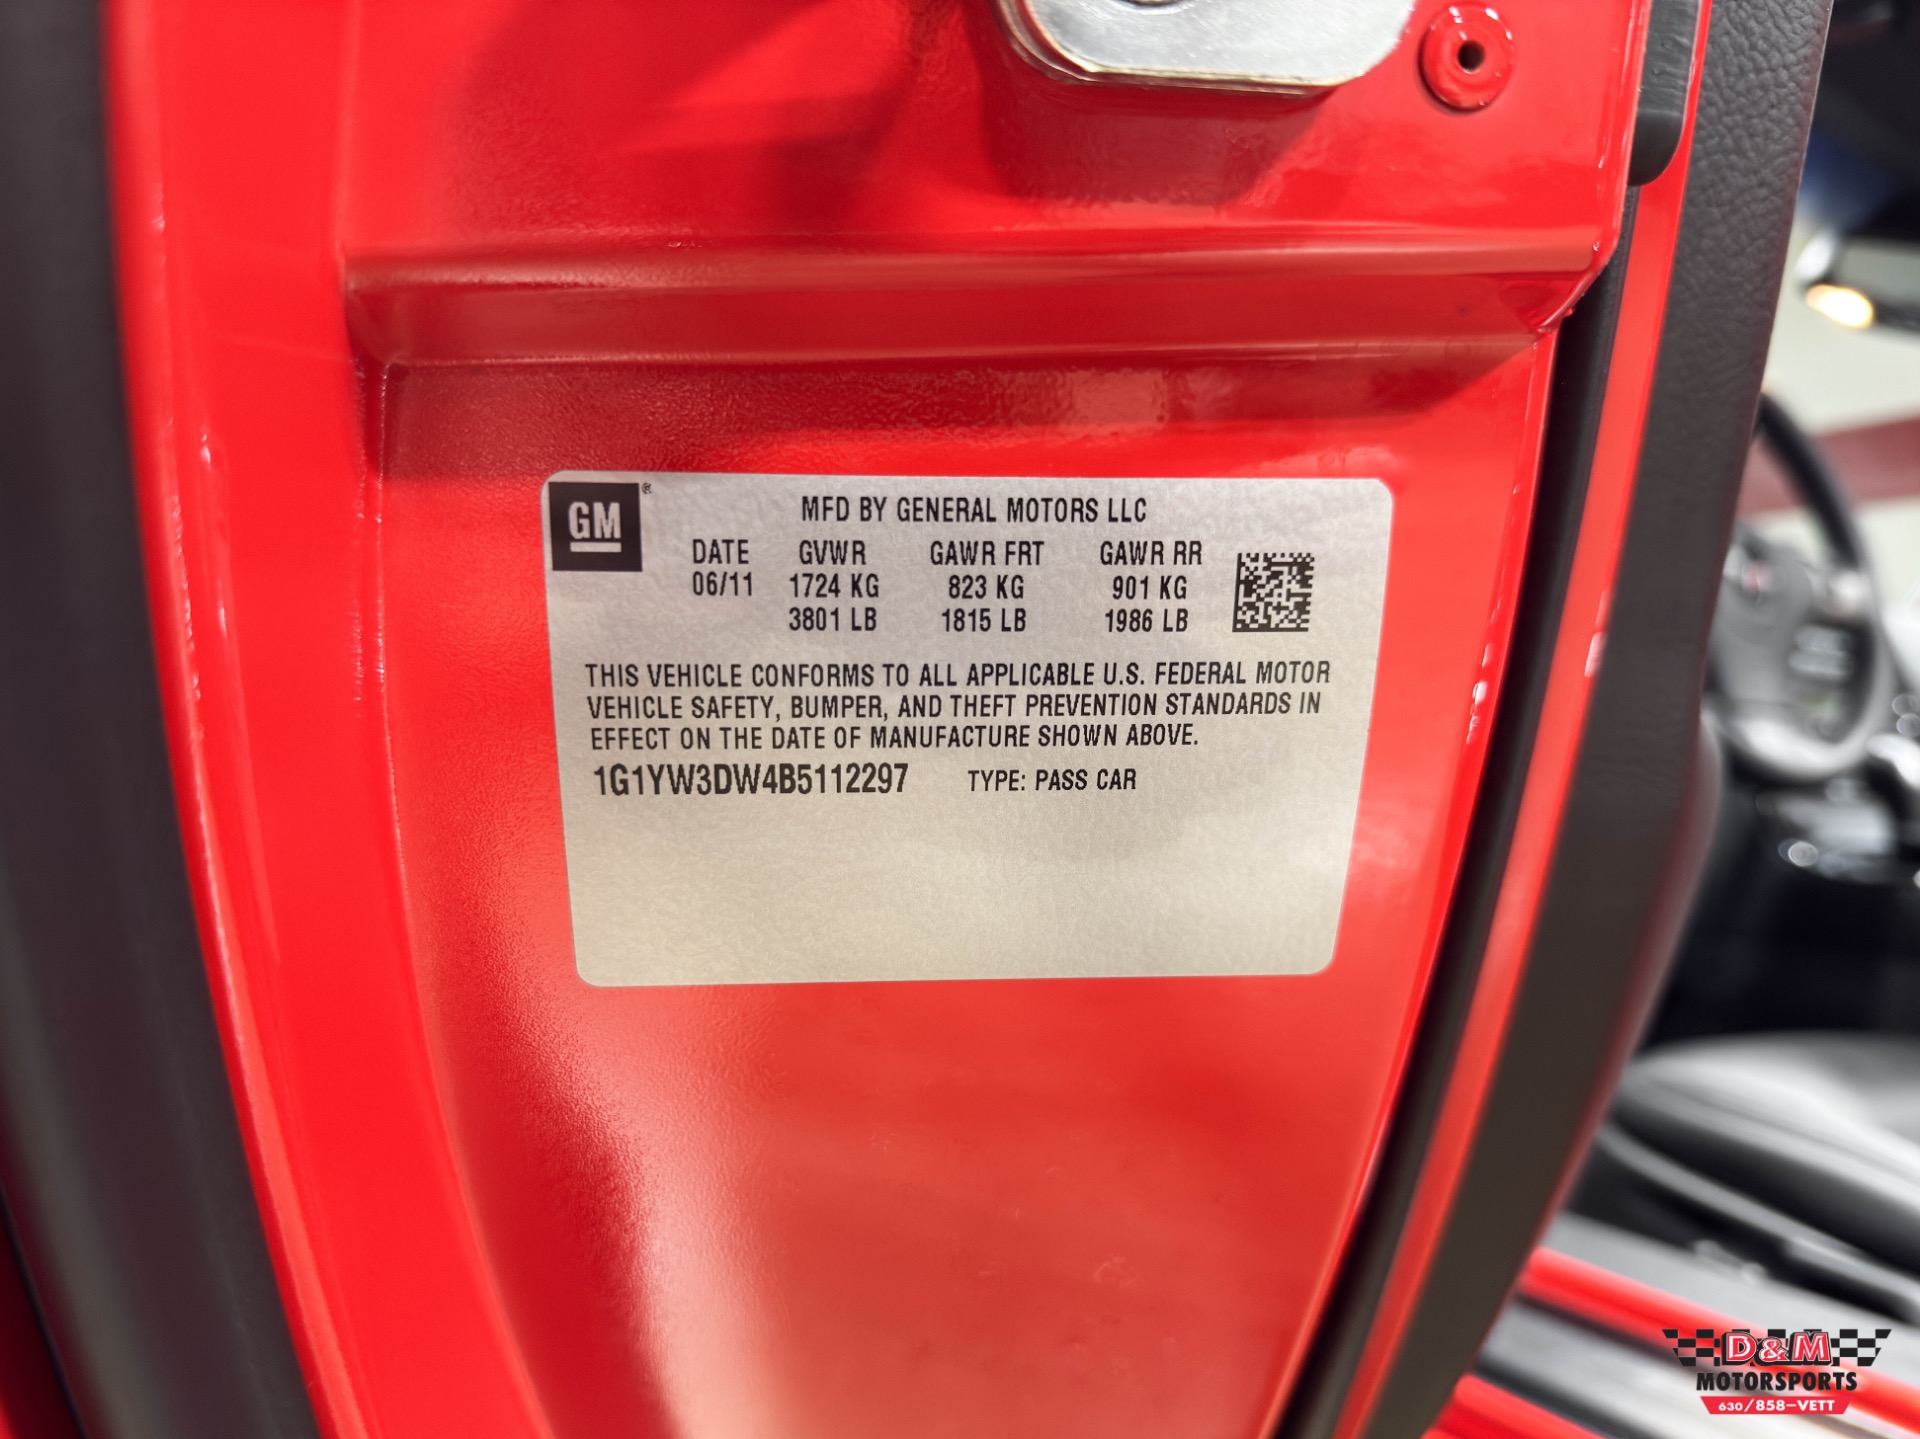 GM®
MFD BY GENERAL MOTORS LLC
DATE GVWR GAWR FRT GAWR RR
06/11 1724 KG 823 KG 901 KG
3801 LB 1815 LB 1986 LB
THIS VEHICLE CONFORMS TO ALL APPLICABLE U.S. FEDERAL MOTOR
VEHICLE SAFETY, BUMPER, AND THEFT PREVENTION STANDARDS IN
EFFECT ON THE DATE OF MANUFACTURE SHOWN ABOVE.
1G1YW3DW4B5112297 TYPE: PASS CAR
D&M
MOTORSPORTS
630/858-VETT